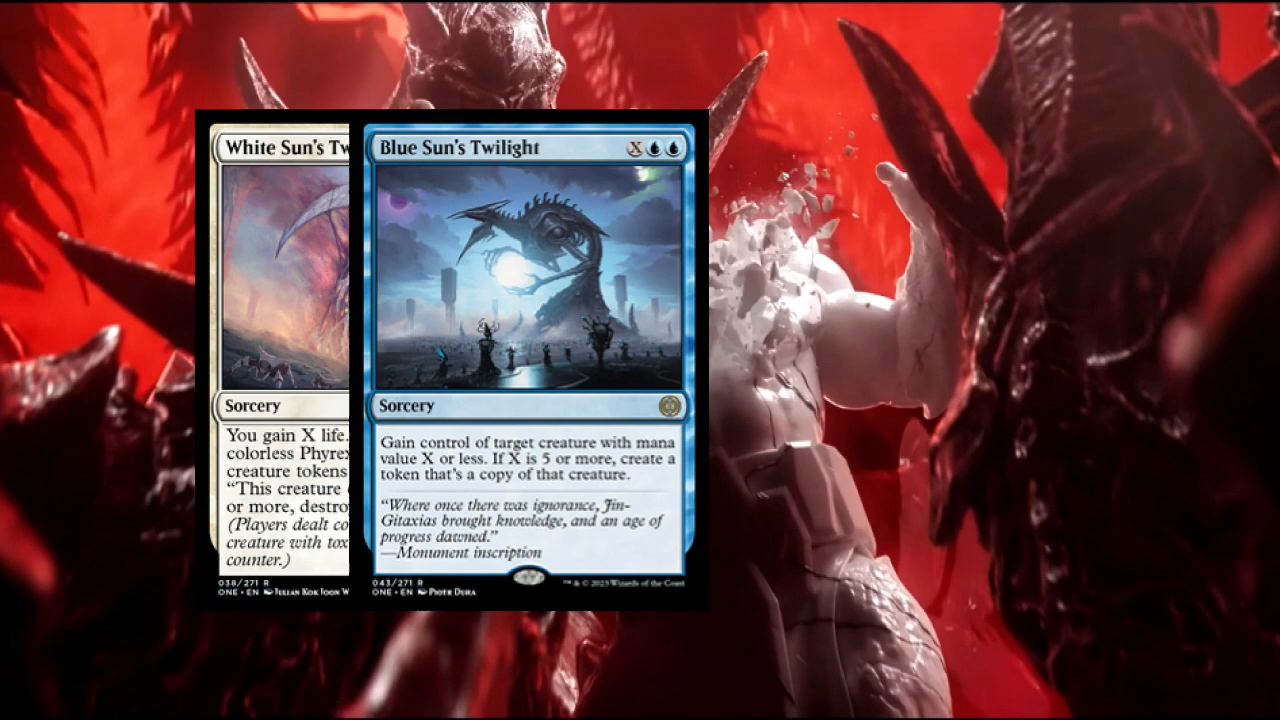 White Sun's Tw
Sorcery
You gain X life.
colorless Phyrex
creature tokens
“This creature
or more, destro
(Players dealt co
creature with tox
counter.)
038/271 R
ONE • EN Julian Kok Joon W
Blue Sun's Twilight
X
Sorcery
Gain control of target creature with mana
value X or less. If X is 5 or more, create a
token that's a copy of that creature.
“Where once there was ignorance, Jin-
Gitaxias brought knowledge, and an age of
progress dawned.”
—Monument inscription
043/271 R
ONE • EN Piotr Dura
™ & © 2023 Wizards of the Coast